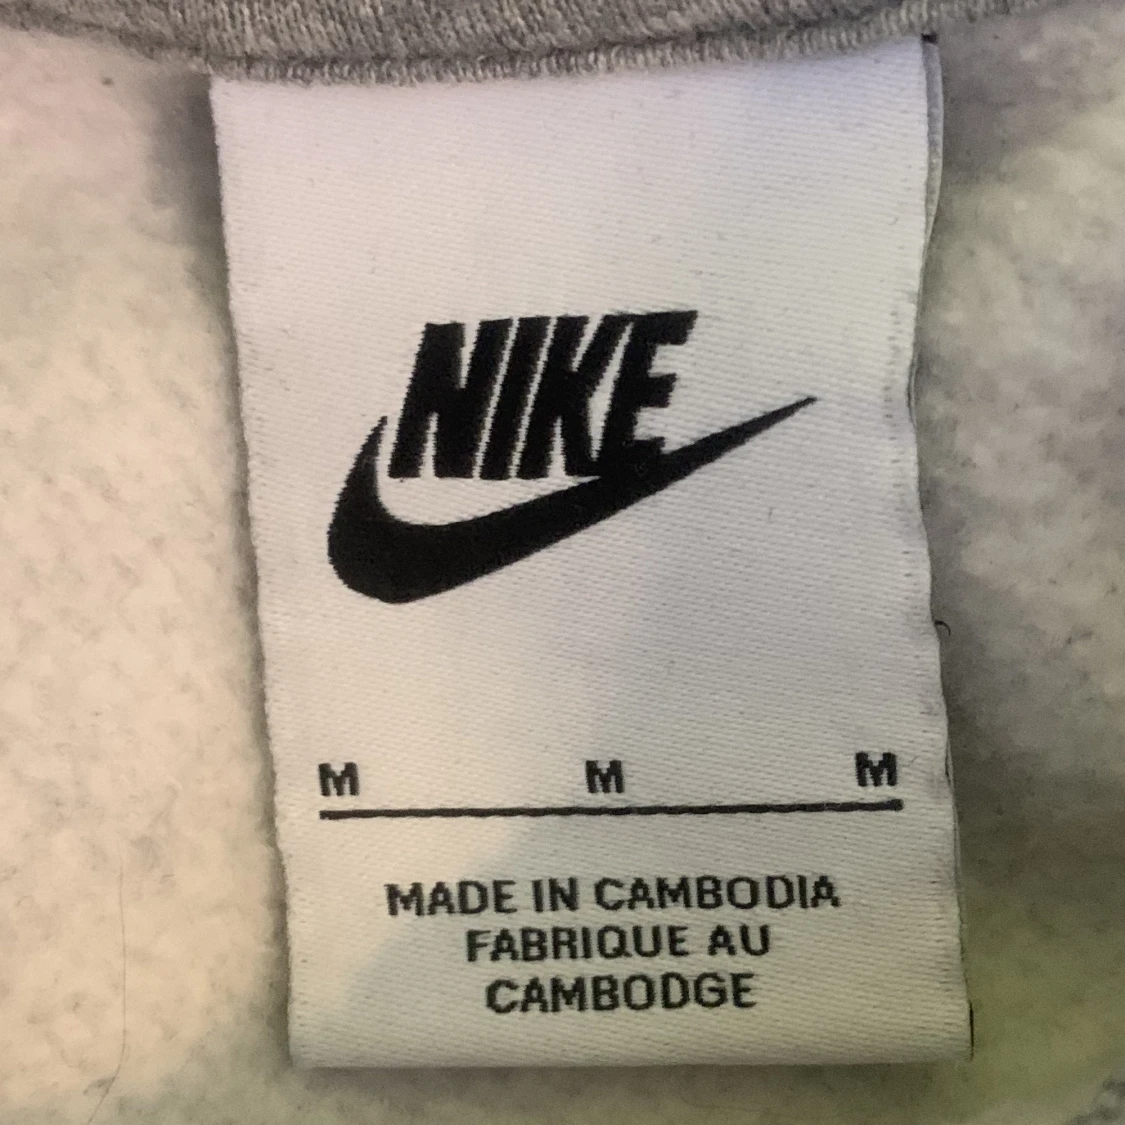 NIKE
M M M
MADE IN CAMBODIA
FABRIQUE AU
CAMBODGE